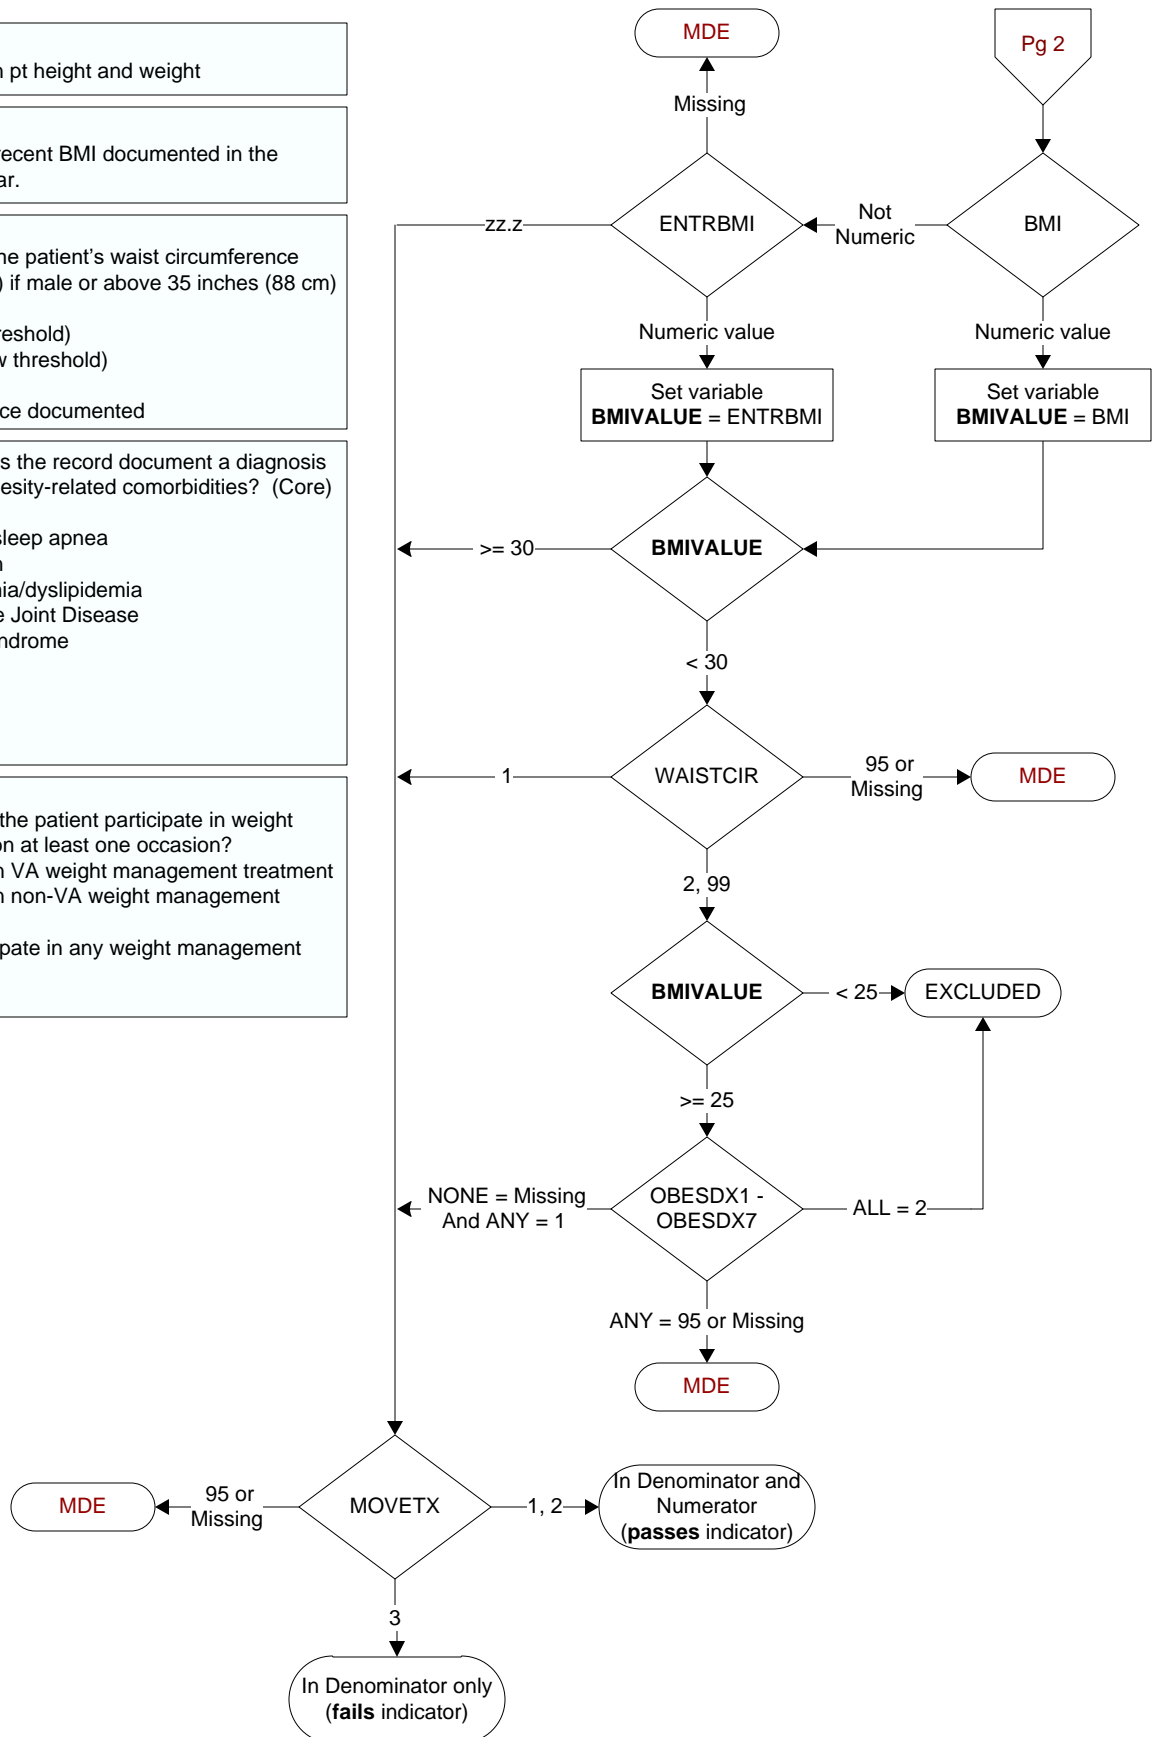 pt height and weight
recent BMI documented in the
he patient's waist circumference
) if male or above 35 inches (88 cm)
reshold)
w threshold)
ce documented
s the record document a diagnosis
esity-related comorbidities? (Core)
sleep apnea
nia/dyslipidemia
e Joint Disease
ndrome
the patient participate in weight
on at least one occasion?
n VA weight management treatment
n non-VA weight management
pate in any weight management
MDE
Pg 2
Missing
zz.z
ENTRBMI
Not
Numeric
BMI
Numeric value
Numeric value
Set variable
BMIVALUE = ENTRBMI
Set variable
BMIVALUE = BMI
>= 30
BMIVALUE
< 30
1
WAISTCIR
95 or
Missing
MDE
2, 99
BMIVALUE
< 25
EXCLUDED
>= 25
NONE = Missing
And ANY = 1
OBESDX1 -
OBESDX7
ALL = 2
ANY = 95 or Missing
MDE
MDE
95 or
Missing
MOVETX
1, 2
In Denominator and
Numerator
(passes indicator)
3
In Denominator only
(fails indicator)